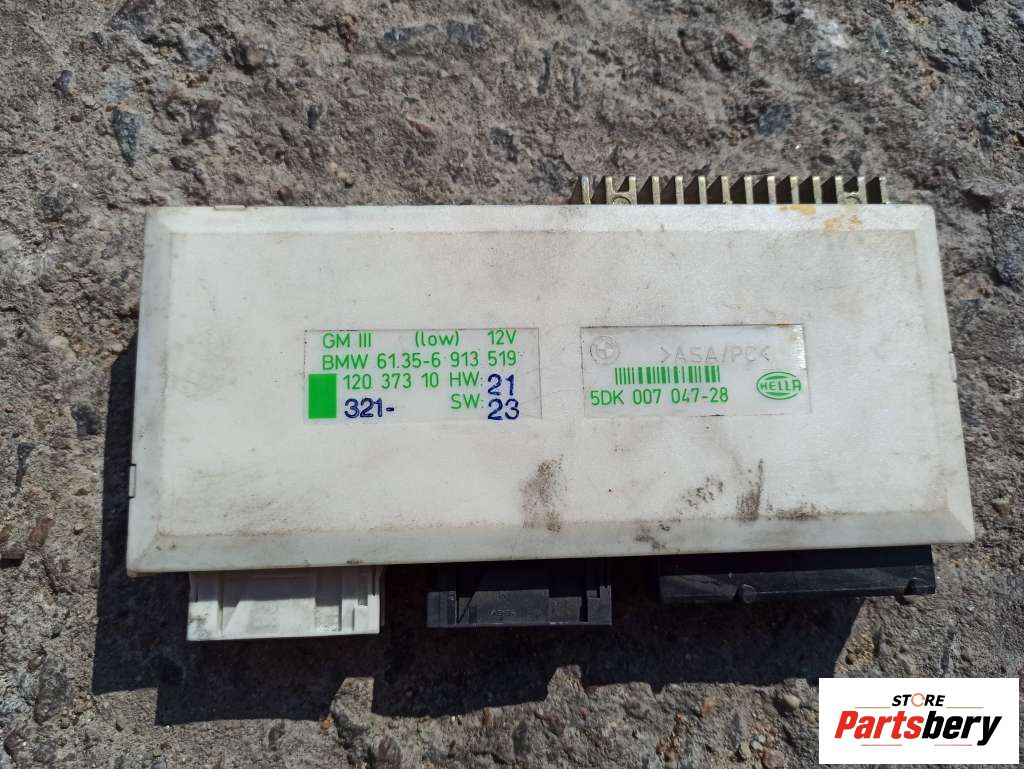 GM III (low) 12V
BMW 61.35-6 913 519
120 373 10 HW: 21
321- SW: 23
>ASA/PC<
5DK 007 047-28
HELLA
STORE
Partsbery